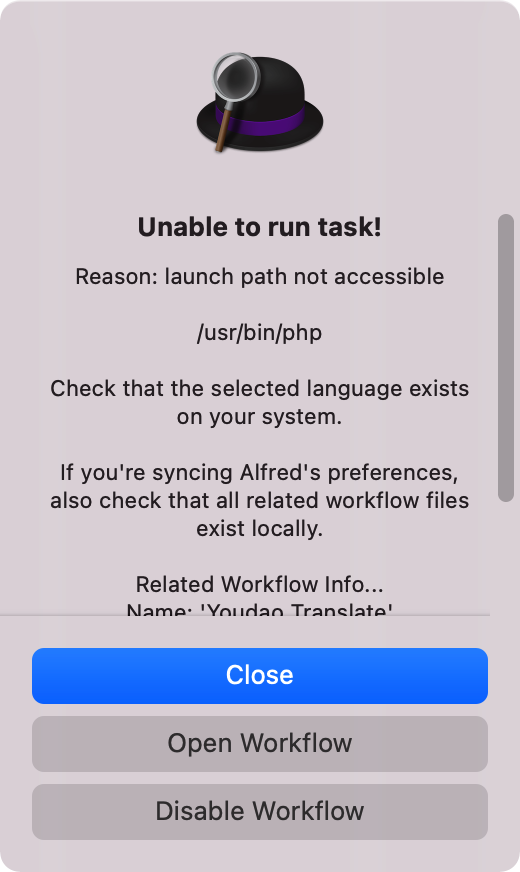 Unable to run task!
Reason: launch path not accessible
/usr/bin/php
Check that the selected language exists
on your system.
If you're syncing Alfred's preferences,
also check that all related workflow files
exist locally.
Related Workflow Info...
Name: 'Youdao Translate'
Close
Open Workflow
Disable Workflow